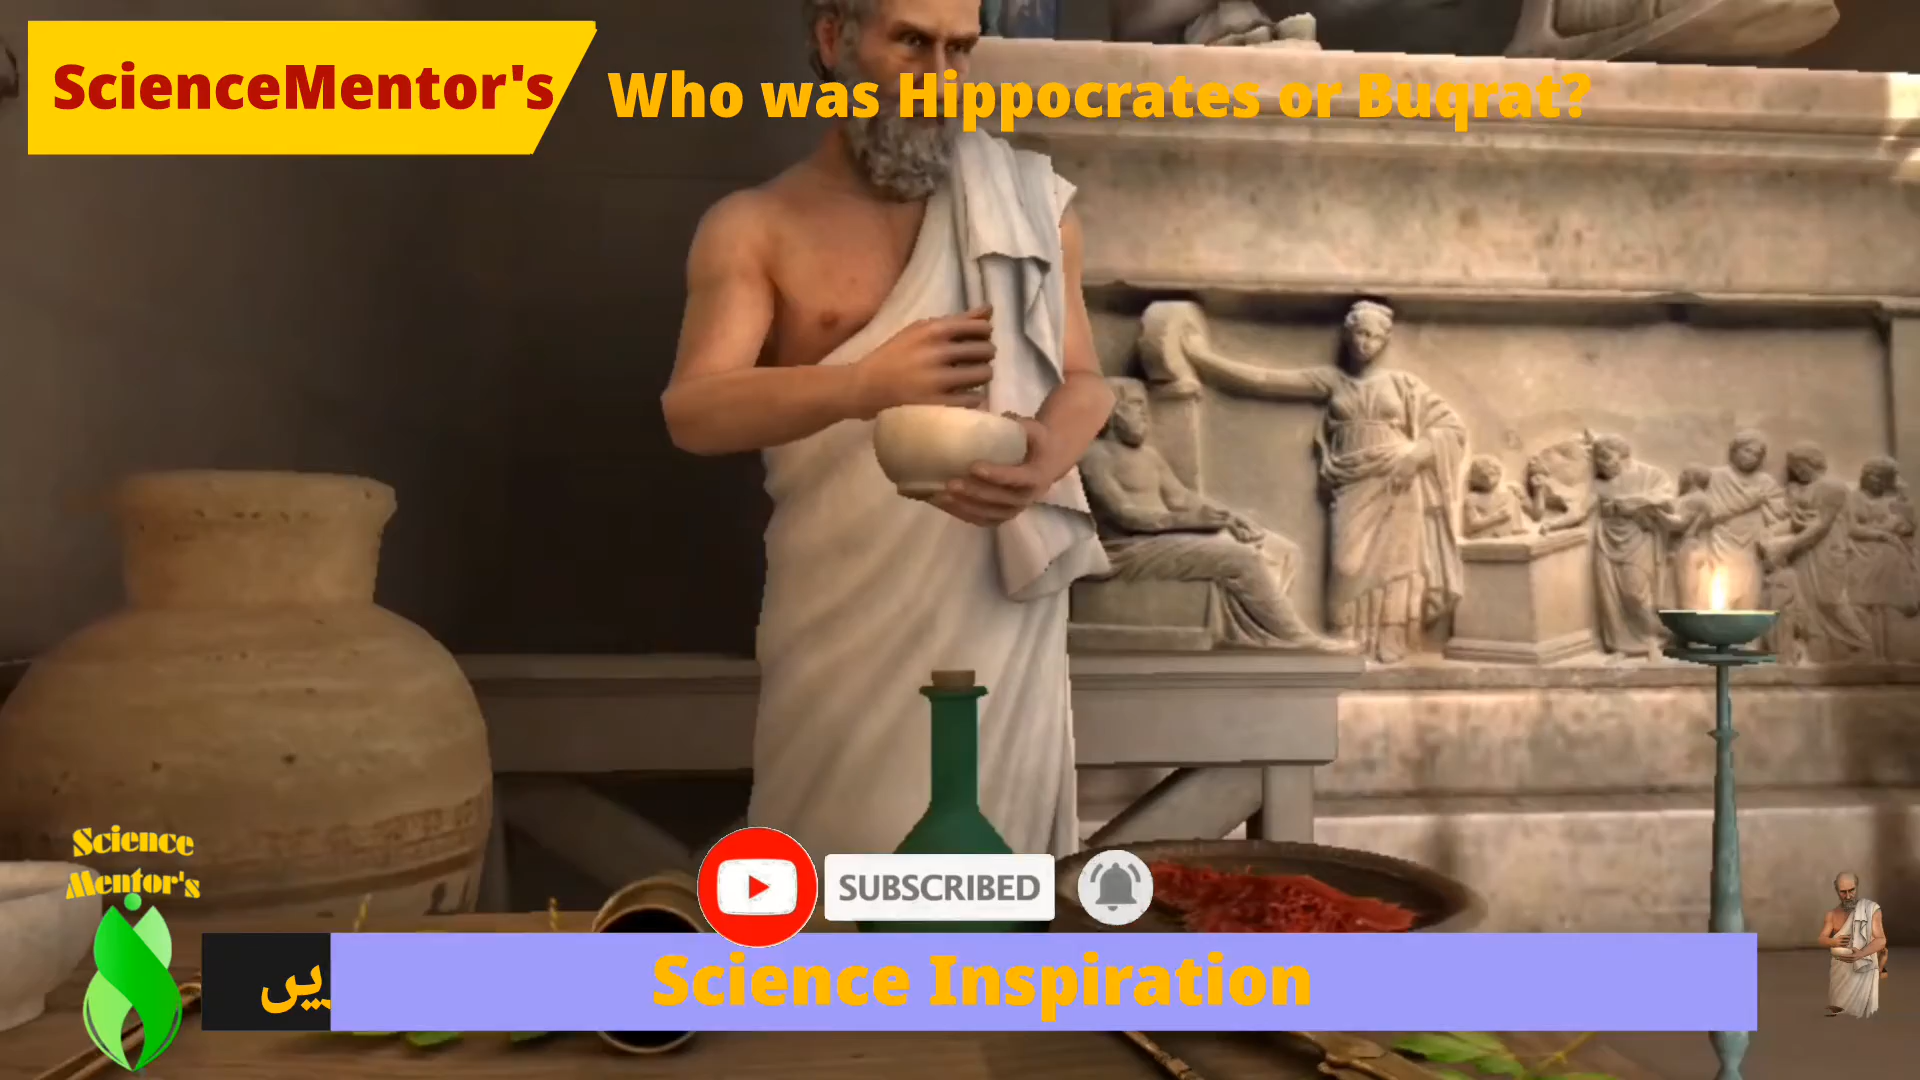 ScienceMentor's
Who was Hippocrates or Buqrat?
SUBSCRIBED
Science
Mentor's
Science Inspiration